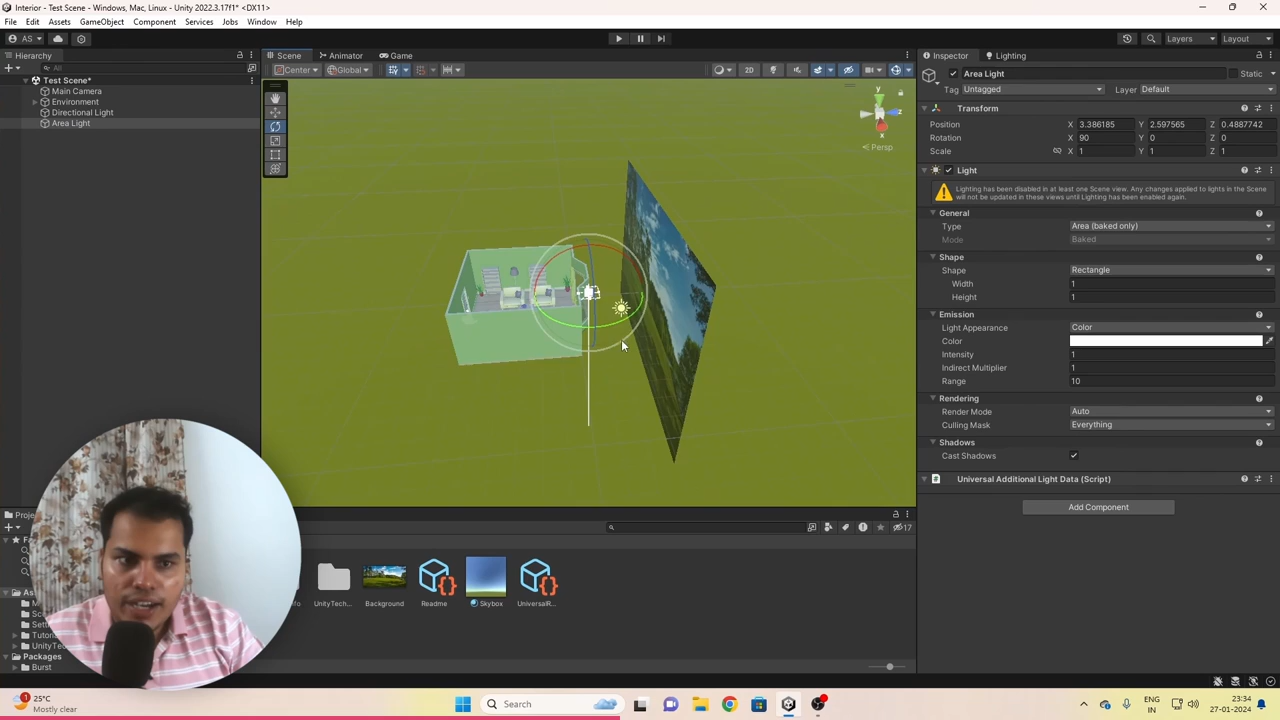 Interior - Test Scene - Windows, Mac, Linux - Unity 2022.3.17f1* <DX11>
File Edit Assets GameObject Component Services Jobs Window Help
AS Layers Layout
Hierarchy Scene Animator Game Inspector Lighting
All Center Global 2D
Test Scene*
Main Camera
Environment
Directional Light
Area Light
y
z
x
Persp
Area Light Static
Tag Untagged Layer Default
Transform
Position X 3.386185 Y 2.597565 Z 0.4887742
Rotation X 90 Y 0 Z 0
Scale X 1 Y 1 Z 1
Light
Lighting has been disabled in at least one Scene view. Any changes applied to lights in the Scene
will not be updated in these views until Lighting has been enabled again.
General
Type Area (baked only)
Mode Baked
Shape
Shape Rectangle
Width 1
Height 1
Emission
Light Appearance Color
Color
Intensity 1
Indirect Multiplier 1
Range 10
Rendering
Render Mode Auto
Culling Mask Everything
Shadows
Cast Shadows
Universal Additional Light Data (Script)
Add Component
17
UnityTech... Background Readme Skybox UniversalR...
Packages
Burst
25°C
Mostly clear
1
Search
ENG
IN
23:34
27-01-2024